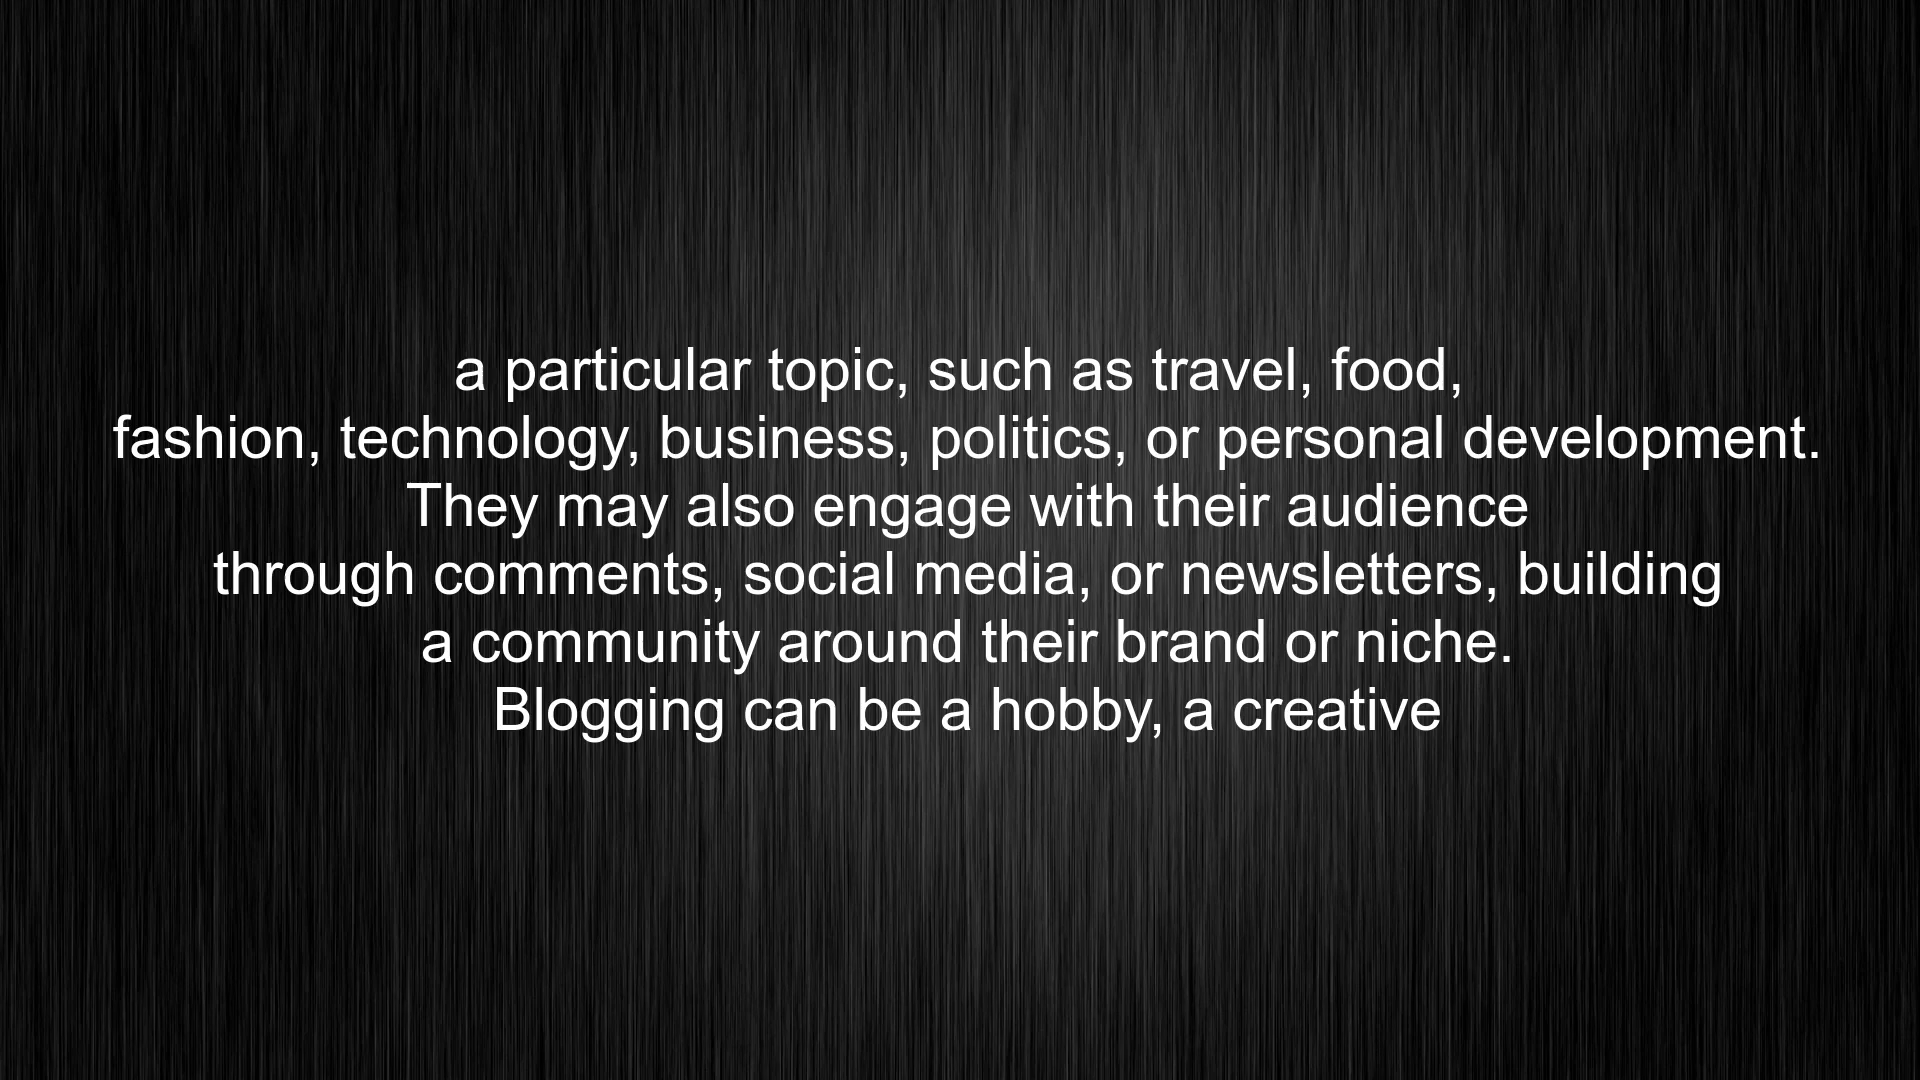 a particular topic, such as travel, food,
fashion, technology, business, politics, or personal development.
They may also engage with their audience
through comments, social media, or newsletters, building
a community around their brand or niche.
Blogging can be a hobby, a creative